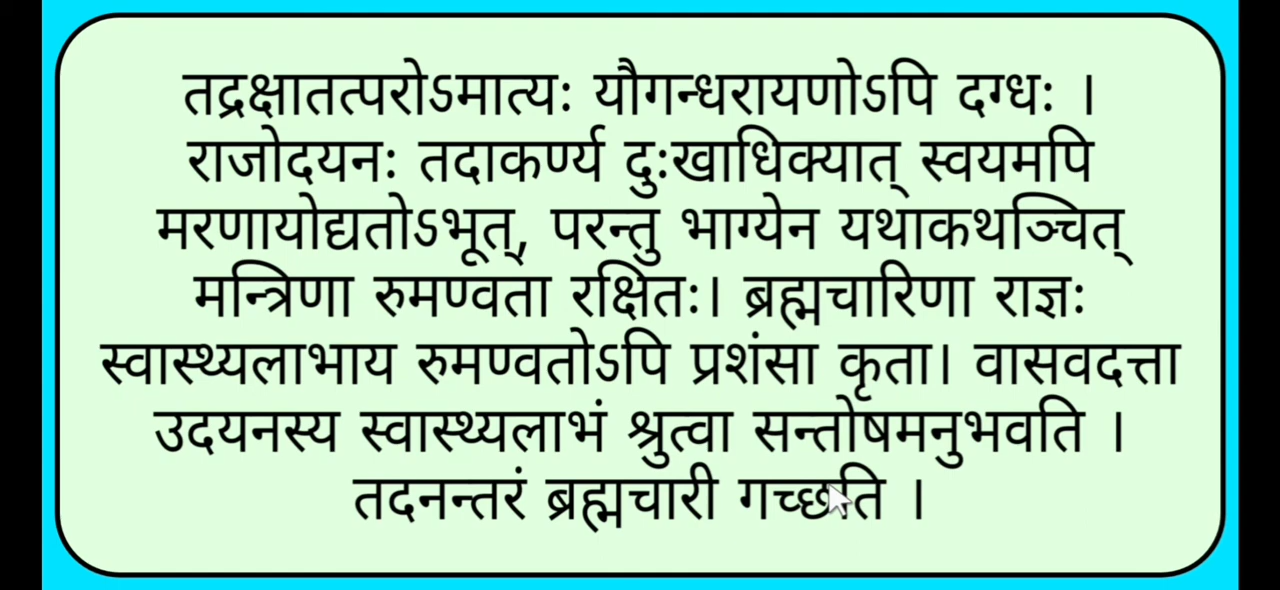 तद्रक्षातत्परोऽमात्यः यौगन्धरायणोऽपि दग्धः ।
राजोदयनः तदाकर्ण्य दुःखाधिक्यात् स्वयमपि
मरणायोद्यतोऽभूत्, परन्तु भाग्येन यथाकथञ्चित्
मन्त्रिणा रुमण्वता रक्षितः। ब्रह्मचारिणा राज्ञः
स्वास्थ्यलाभाय रुमण्वतोऽपि प्रशंसा कृता। वासवदत्ता
उदयनस्य स्वास्थ्यलाभं श्रुत्वा सन्तोषमनुभवति ।
तदनन्तरं ब्रह्मचारी गच्छति ।